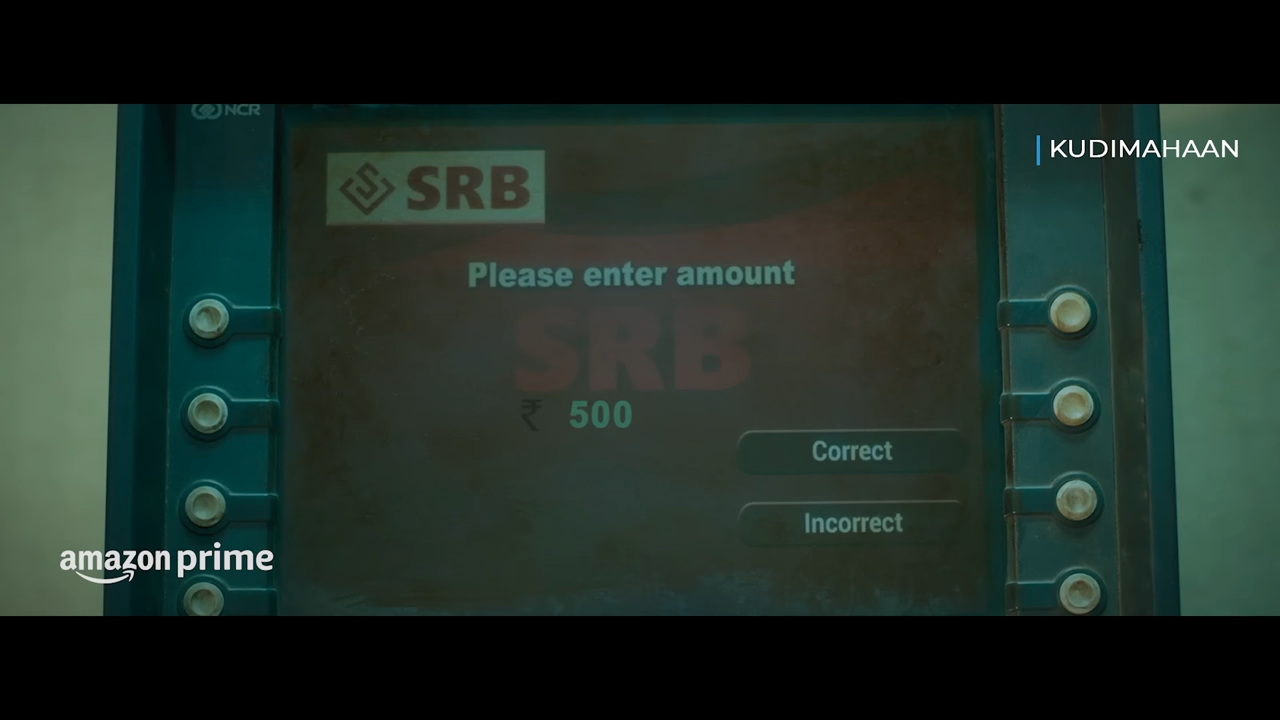 NCR
KUDIMAHAAN
SRB
Please enter amount
SRB
₹ 500
Correct
Incorrect
amazon prime